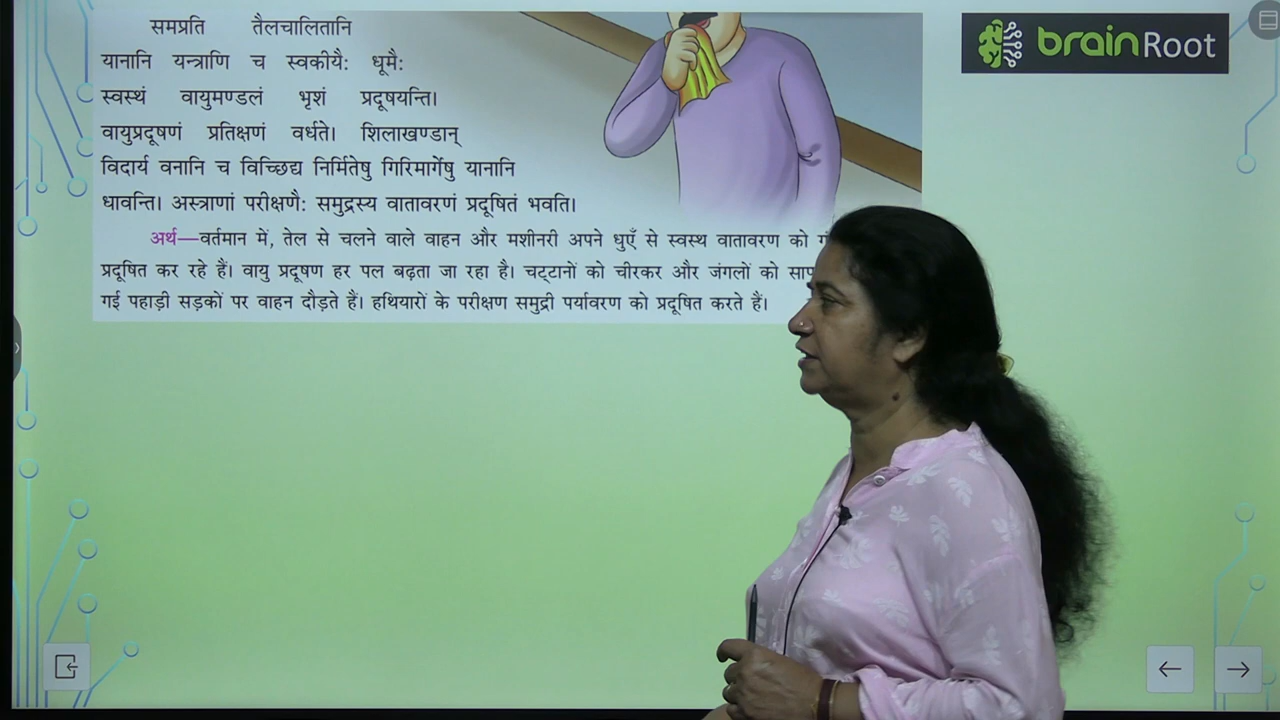 समप्रति तैलचालितानि
यानानि यन्त्राणि च स्वकीयै: धूमै:
स्वस्थं वायुमण्डलं भृशं प्रदूषयन्ति।
वायुप्रदूषणं प्रतिक्षणं वर्धते। शिलाखण्डान्
विदार्य वनानि च विच्छिद्य निर्मितेषु गिरिमार्गेषु यानानि
धावन्ति। अस्त्राणां परीक्षणै: समुद्रस्य वातावरणं प्रदूषितं भवति।
अर्थ—वर्तमान में, तेल से चलने वाले वाहन और मशीनरी अपने धुएँ से स्वस्थ वातावरण को
प्रदूषित कर रहे हैं। वायु प्रदूषण हर पल बढ़ता जा रहा है। चट्टानों को चीरकर और जंगलों को
गई पहाड़ी सड़कों पर वाहन दौड़ते हैं। हथियारों के परीक्षण समुद्री पर्यावरण को प्रदूषित करते हैं।
brainRoot